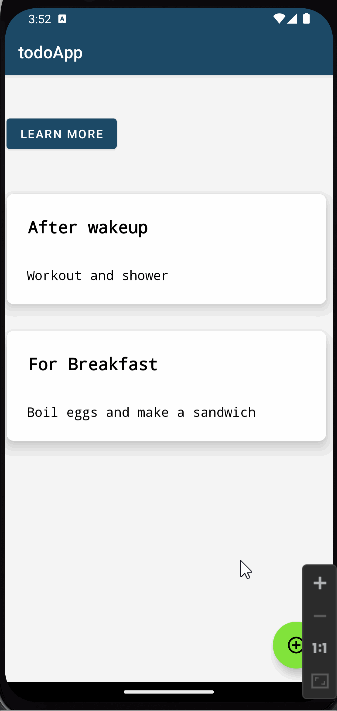 3:52 A
todoApp
LEARN MORE
After wakeup
Workout and shower
For Breakfast
Boil eggs and make a sandwich
1:1